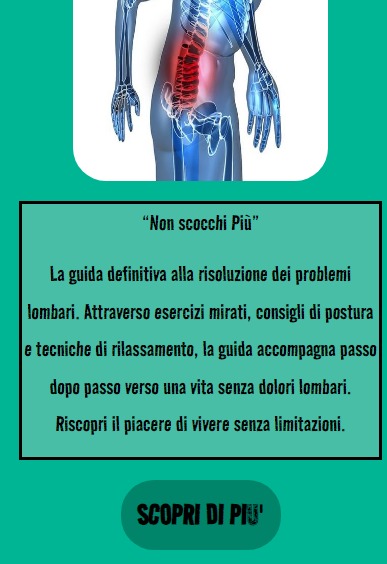 “Non scocchi Più”
La guida definitiva alla risoluzione dei problemi
lombari. Attraverso esercizi mirati, consigli di postura
e tecniche di rilassamento, la guida accompagna passo
dopo passo verso una vita senza dolori lombari.
Riscopri il piacere di vivere senza limitazioni.
SCOPRI DI PIU'